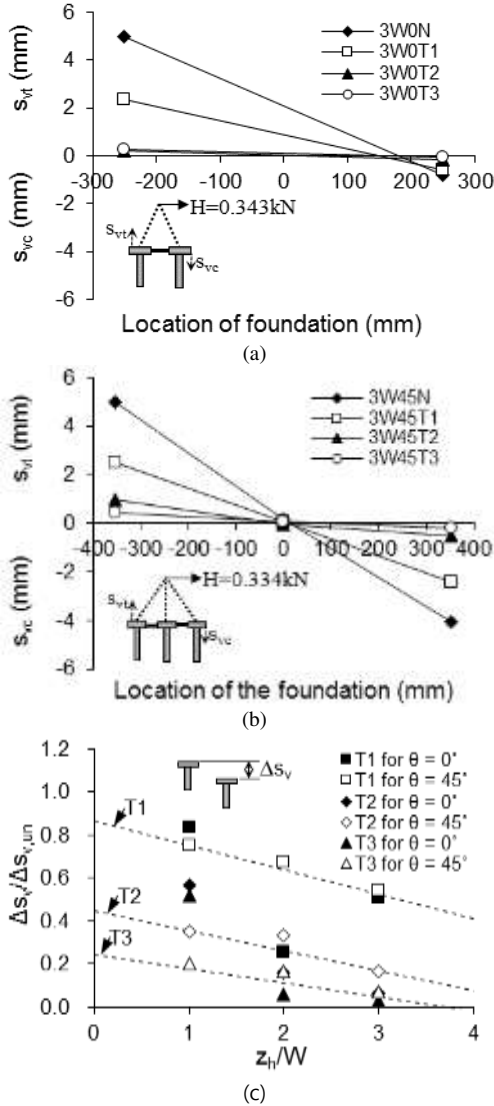 6
4
2
0
-2
-4
-6
s_vt (mm)
s_vc (mm)
-300 -200 -100 0 100 200 300
3W0N
3W0T1
3W0T2
3W0T3
H=0.343kN
s_vt
s_vc
Location of foundation (mm)
(a)
6
4
2
0
-2
-4
-6
s_vt (mm)
s_vc (mm)
-400 -300 -200 -100 0 100 200 300 400
3W45N
3W45T1
3W45T2
3W45T3
H=0.334kN
s_vt
s_vc
Location of the foundation (mm)
(b)
1.2
1.0
0.8
0.6
0.4
0.2
0.0
Δs_v/Δs_v,un
Δs_v
T1 for θ = 0˚
T1 for θ = 45˚
T2 for θ = 0˚
T2 for θ = 45˚
T3 for θ = 0˚
T3 for θ = 45˚
T1
T2
T3
0 1 2 3 4
z_h/W
(c)